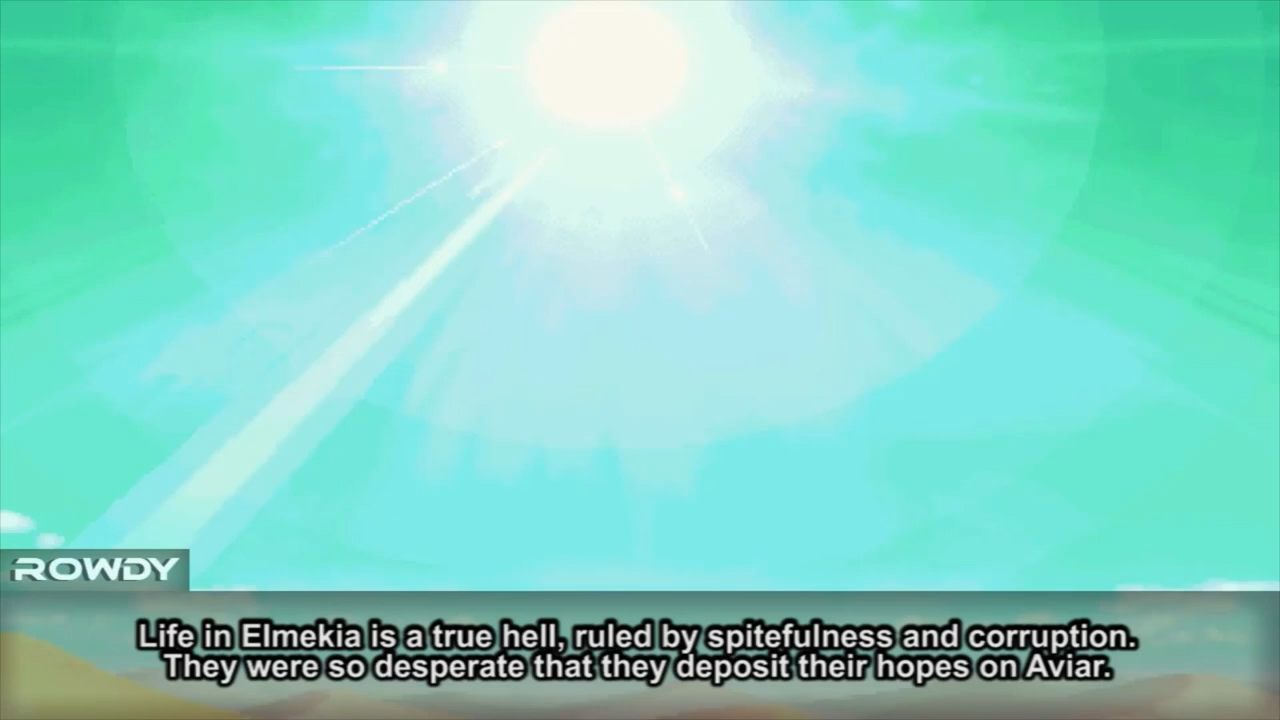 ROWDY
Life in Elmekia is a true hell, ruled by spitefulness and corruption.
They were so desperate that they deposit their hopes on Aviar.